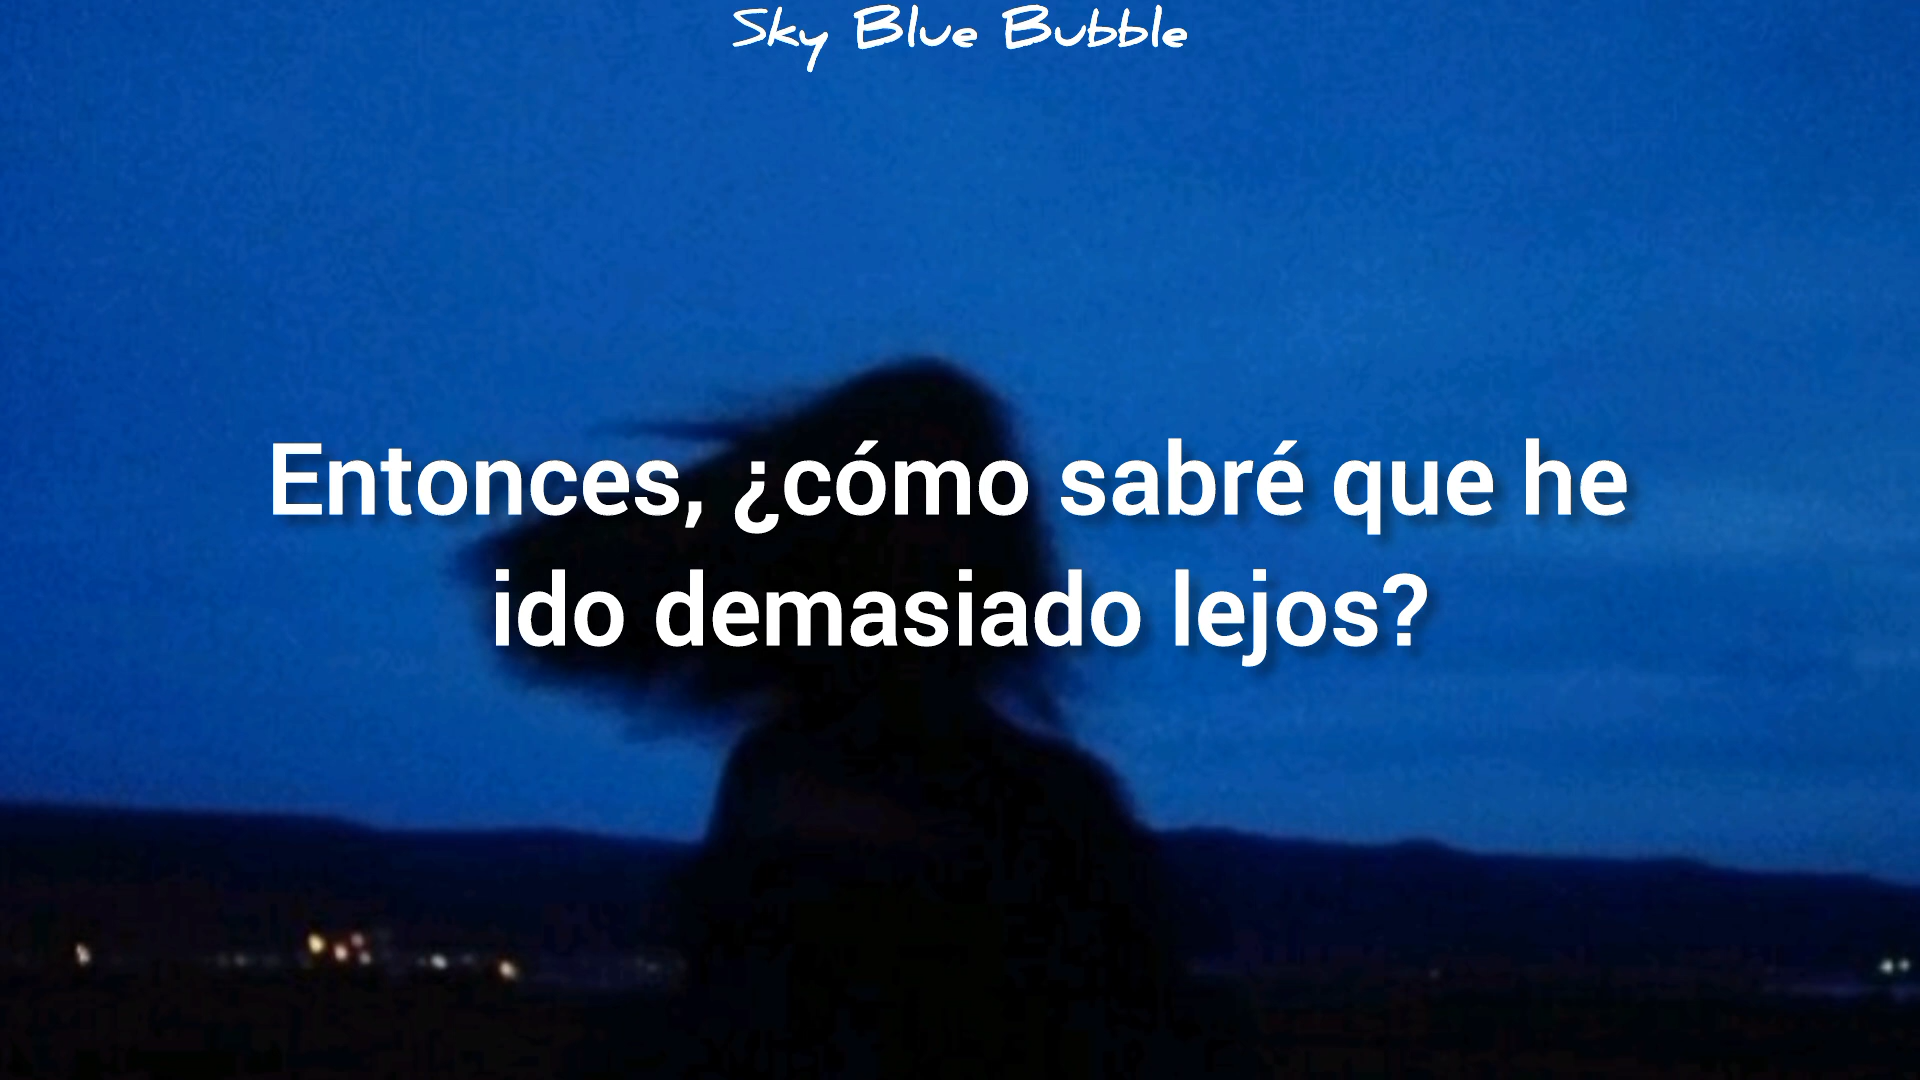 Sky Blue Bubble
Entonces, ¿cómo sabré que he
ido demasiado lejos?